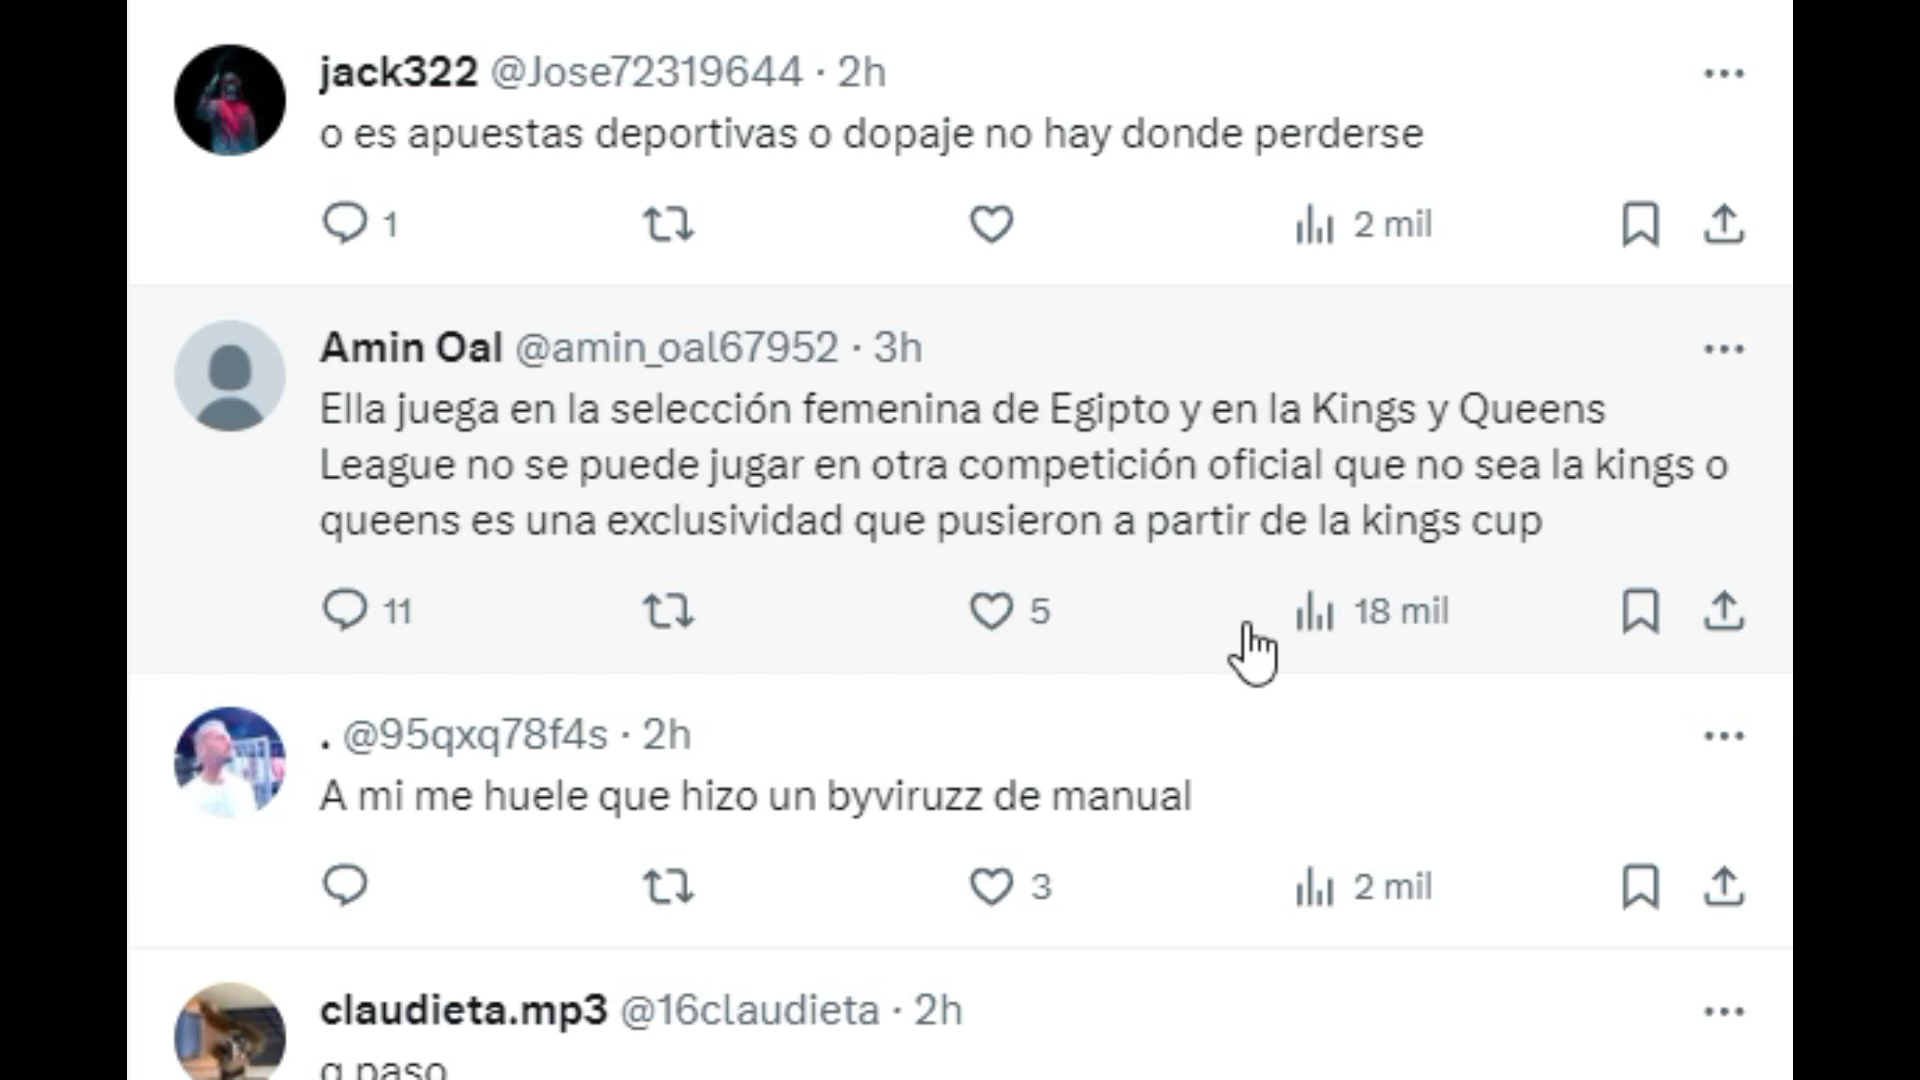 jack322 @Jose72319644 · 2h
o es apuestas deportivas o dopaje no hay donde perderse
1 2 mil
Amin Oal @amin_oal67952 · 3h
Ella juega en la selección femenina de Egipto y en la Kings y Queens
League no se puede jugar en otra competición oficial que no sea la kings o
queens es una exclusividad que pusieron a partir de la kings cup
11 5 18 mil
. @95qxq78f4s · 2h
A mi me huele que hizo un byviruzz de manual
3 2 mil
claudieta.mp3 @16claudieta · 2h
q paso